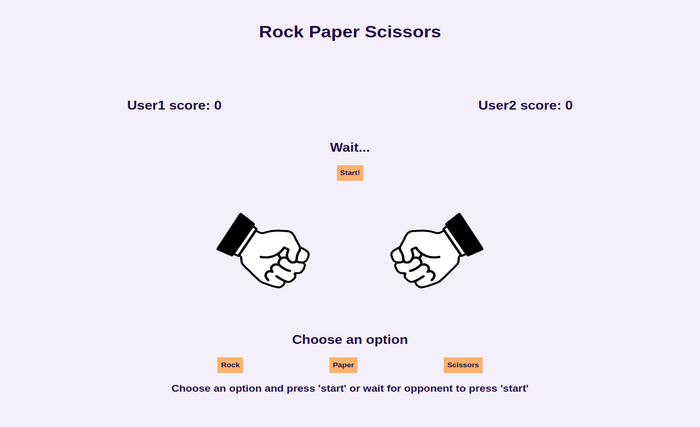 Rock Paper Scissors
User1 score: 0
User2 score: 0
Wait...
Start!
Choose an option
Rock
Paper
Scissors
Choose an option and press 'start' or wait for opponent to press 'start'